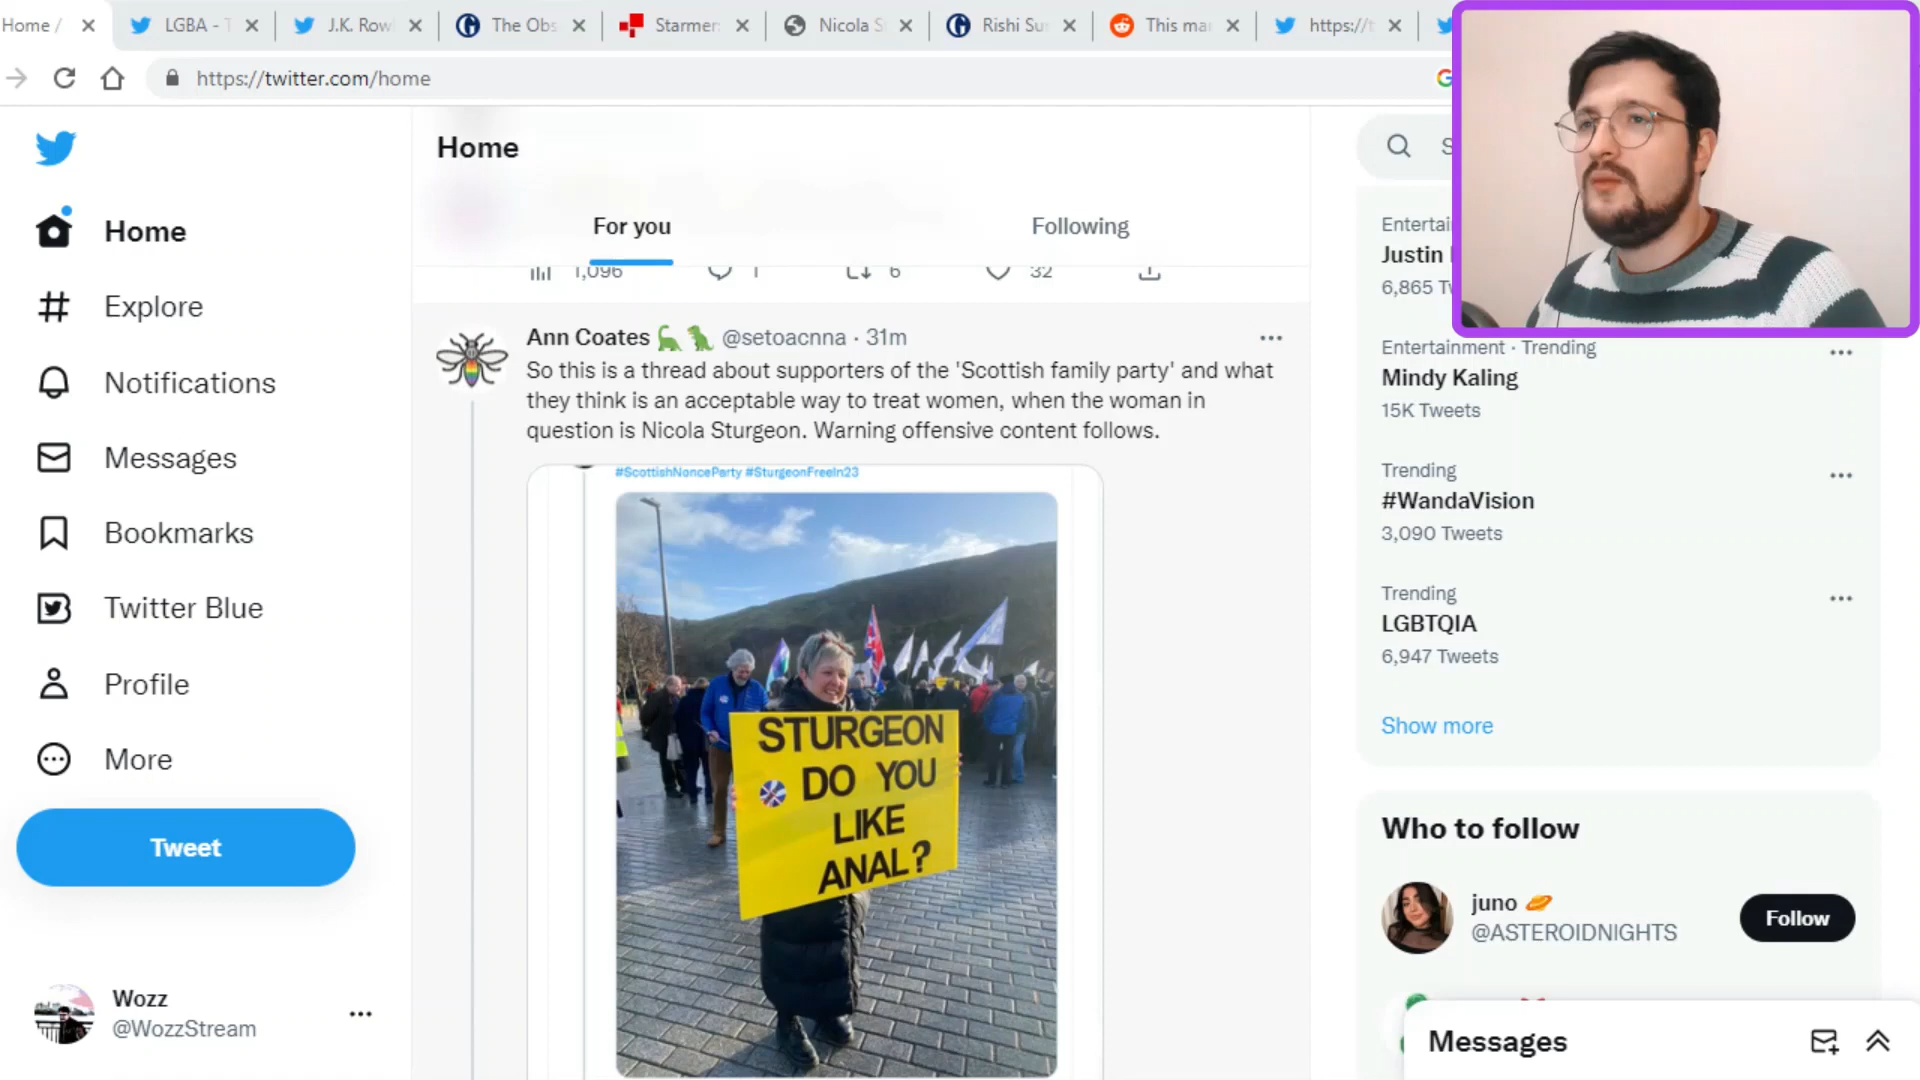 Home /
LGBA - T
J.K. Rowl
The Obs
Starmer
Nicola S
Rishi Su
This ma
https://t
https://twitter.com/home
Home
Explore
Notifications
Messages
Bookmarks
Twitter Blue
Profile
More
Tweet
Wozz
@WozzStream
Home
For you
Following
1,096
1
6
32
Ann Coates @setoacnna · 31m
So this is a thread about supporters of the 'Scottish family party' and what
they think is an acceptable way to treat women, when the woman in
question is Nicola Sturgeon. Warning offensive content follows.
#ScottishNonceParty #SturgeonFreeIn23
STURGEON
DO YOU
LIKE
ANAL?
S
Entertai
Justin
6,865 Tw
Entertainment · Trending
Mindy Kaling
15K Tweets
Trending
#WandaVision
3,090 Tweets
Trending
LGBTQIA
6,947 Tweets
Show more
Who to follow
juno
@ASTEROIDNIGHTS
Follow
Messages